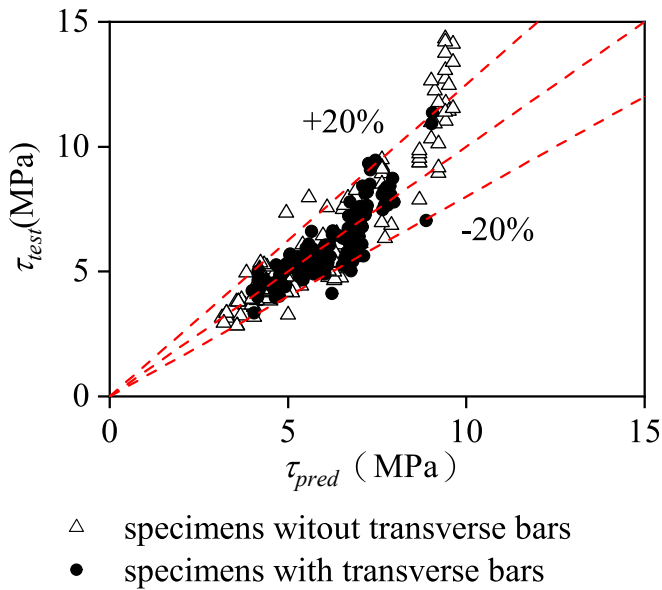 15
10
5
0
0
5
10
15
τtest(MPa)
+20%
-20%
τpred（MPa）
specimens witout transverse bars
specimens with transverse bars